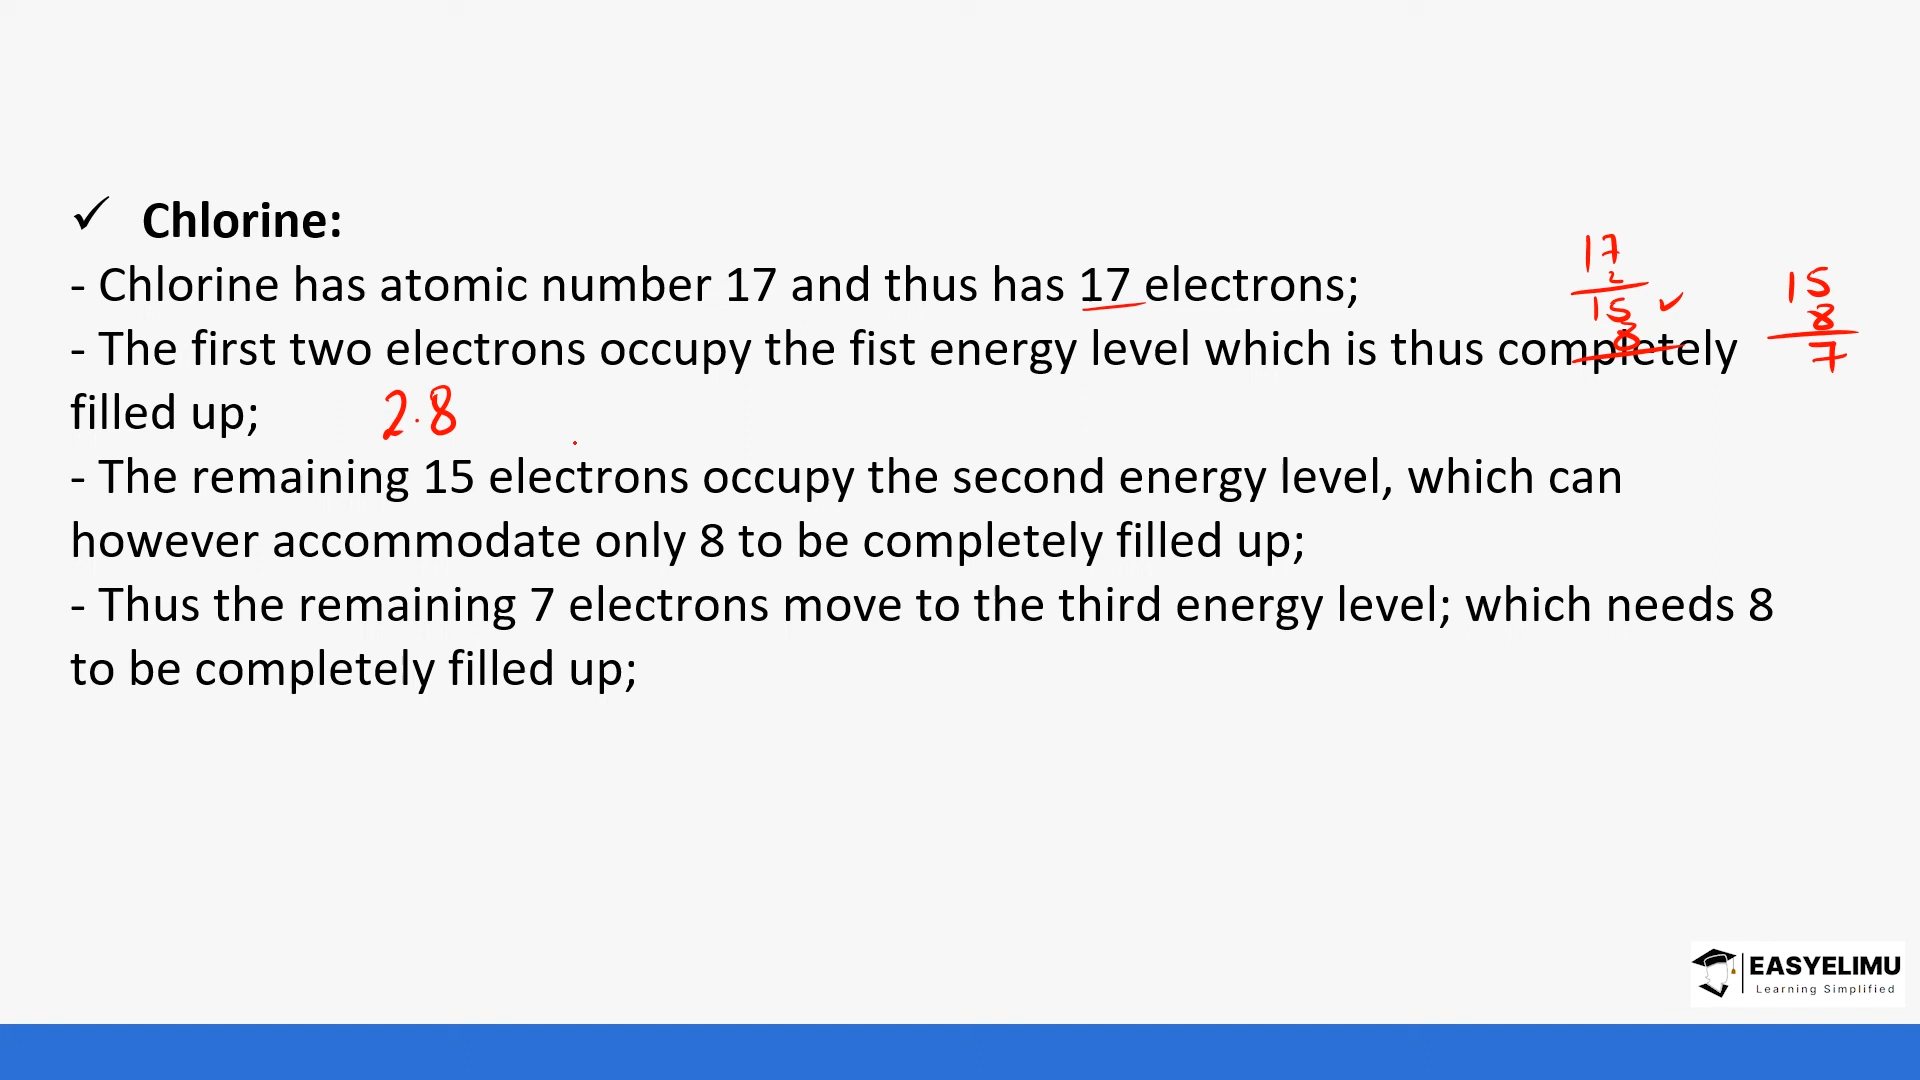 ✓ Chlorine:
- Chlorine has atomic number 17 and thus has 17 electrons;
- The first two electrons occupy the fist energy level which is thus completely
filled up;
- The remaining 15 electrons occupy the second energy level, which can
however accommodate only 8 to be completely filled up;
- Thus the remaining 7 electrons move to the third energy level; which needs 8
to be completely filled up;
2.8
17
2
15 ✓
8
15
8
7
EASYELIMU
Learning Simplified